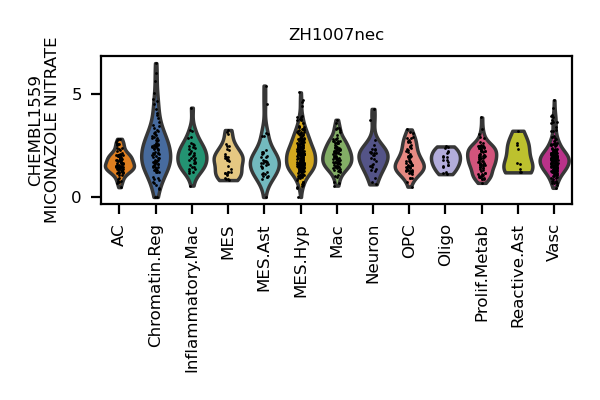 ZH1007nec
CHEMBL1559
MICONAZOLE NITRATE
5
0
AC
Chromatin.Reg
Inflammatory.Mac
MES
MES.Ast
MES.Hyp
Mac
Neuron
OPC
Oligo
Prolif.Metab
Reactive.Ast
Vasc